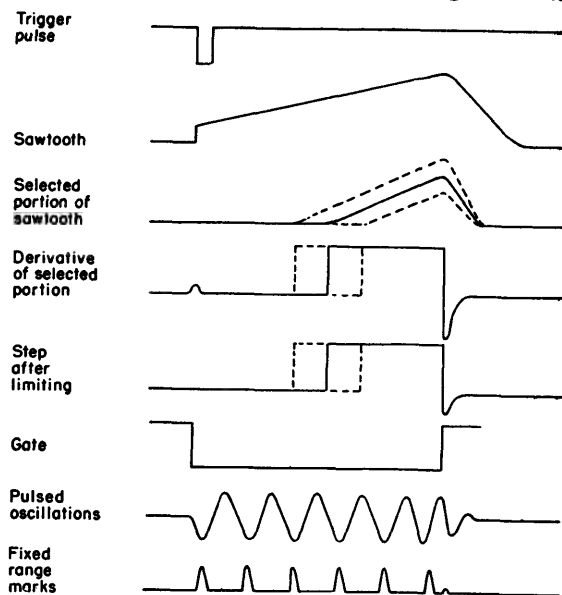 Trigger
pulse
Sawtooth
Selected
portion of
sawtooth
Derivative
of selected
portion
Step
after
limiting
Gate
Pulsed
oscillations
Fixed
range
marks